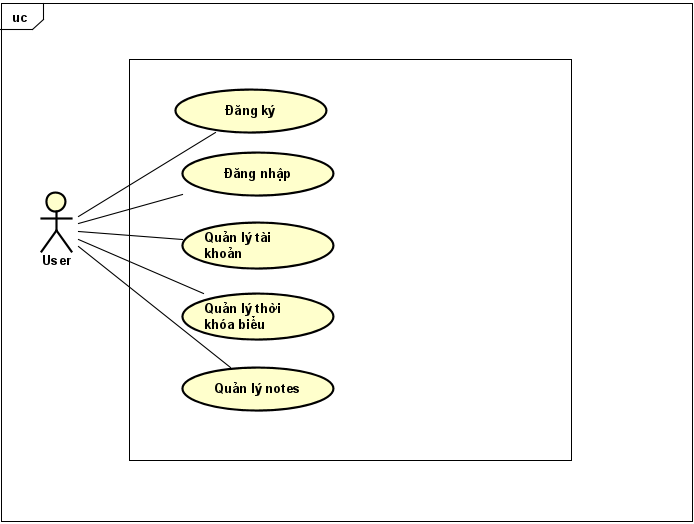 uc
Đăng ký
Đăng nhập
User
Quản lý tài
khoản
Quản lý thời
khóa biểu
Quản lý notes